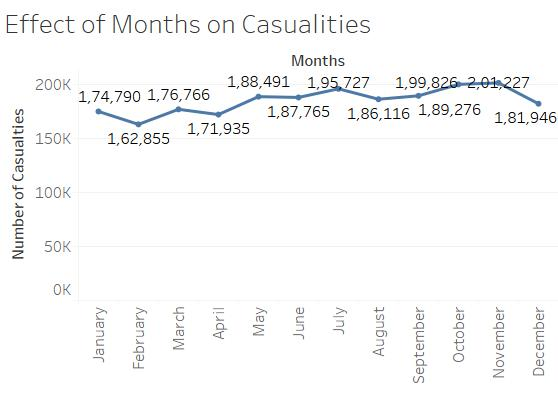 Effect of Months on Casualities
Months
Number of Casualties
200K
150K
100K
50K
0K
1,74,790
1,62,855
1,76,766
1,71,935
1,88,491
1,87,765
1,95,727
1,86,116
1,89,276
1,99,826
2,01,227
1,81,946
January
February
March
April
May
June
July
August
September
October
November
December